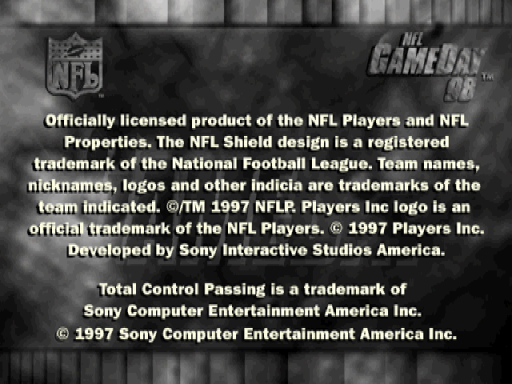 NFL
NFL
GAMEDAY
98
TM
Officially licensed product of the NFL Players and NFL
Properties. The NFL Shield design is a registered
trademark of the National Football League. Team names,
nicknames, logos and other indicia are trademarks of the
team indicated. ©/TM 1997 NFLP. Players Inc logo is an
official trademark of the NFL Players. © 1997 Players Inc.
Developed by Sony Interactive Studios America.
Total Control Passing is a trademark of
Sony Computer Entertainment America Inc.
© 1997 Sony Computer Entertainment America Inc.